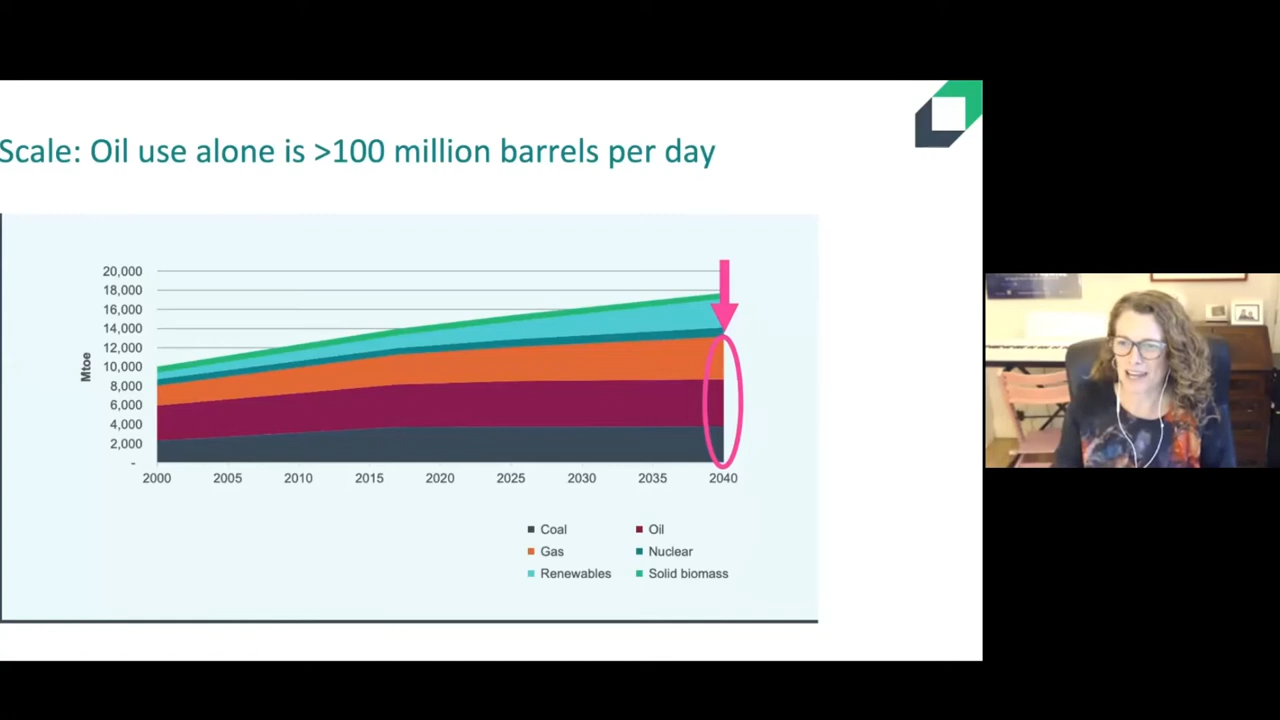 Scale: Oil use alone is >100 million barrels per day
20,000
18,000
16,000
14,000
12,000
10,000
8,000
6,000
4,000
2,000
-
Mtoe
2000 2005 2010 2015 2020 2025 2030 2035 2040
Coal Oil
Gas Nuclear
Renewables Solid biomass